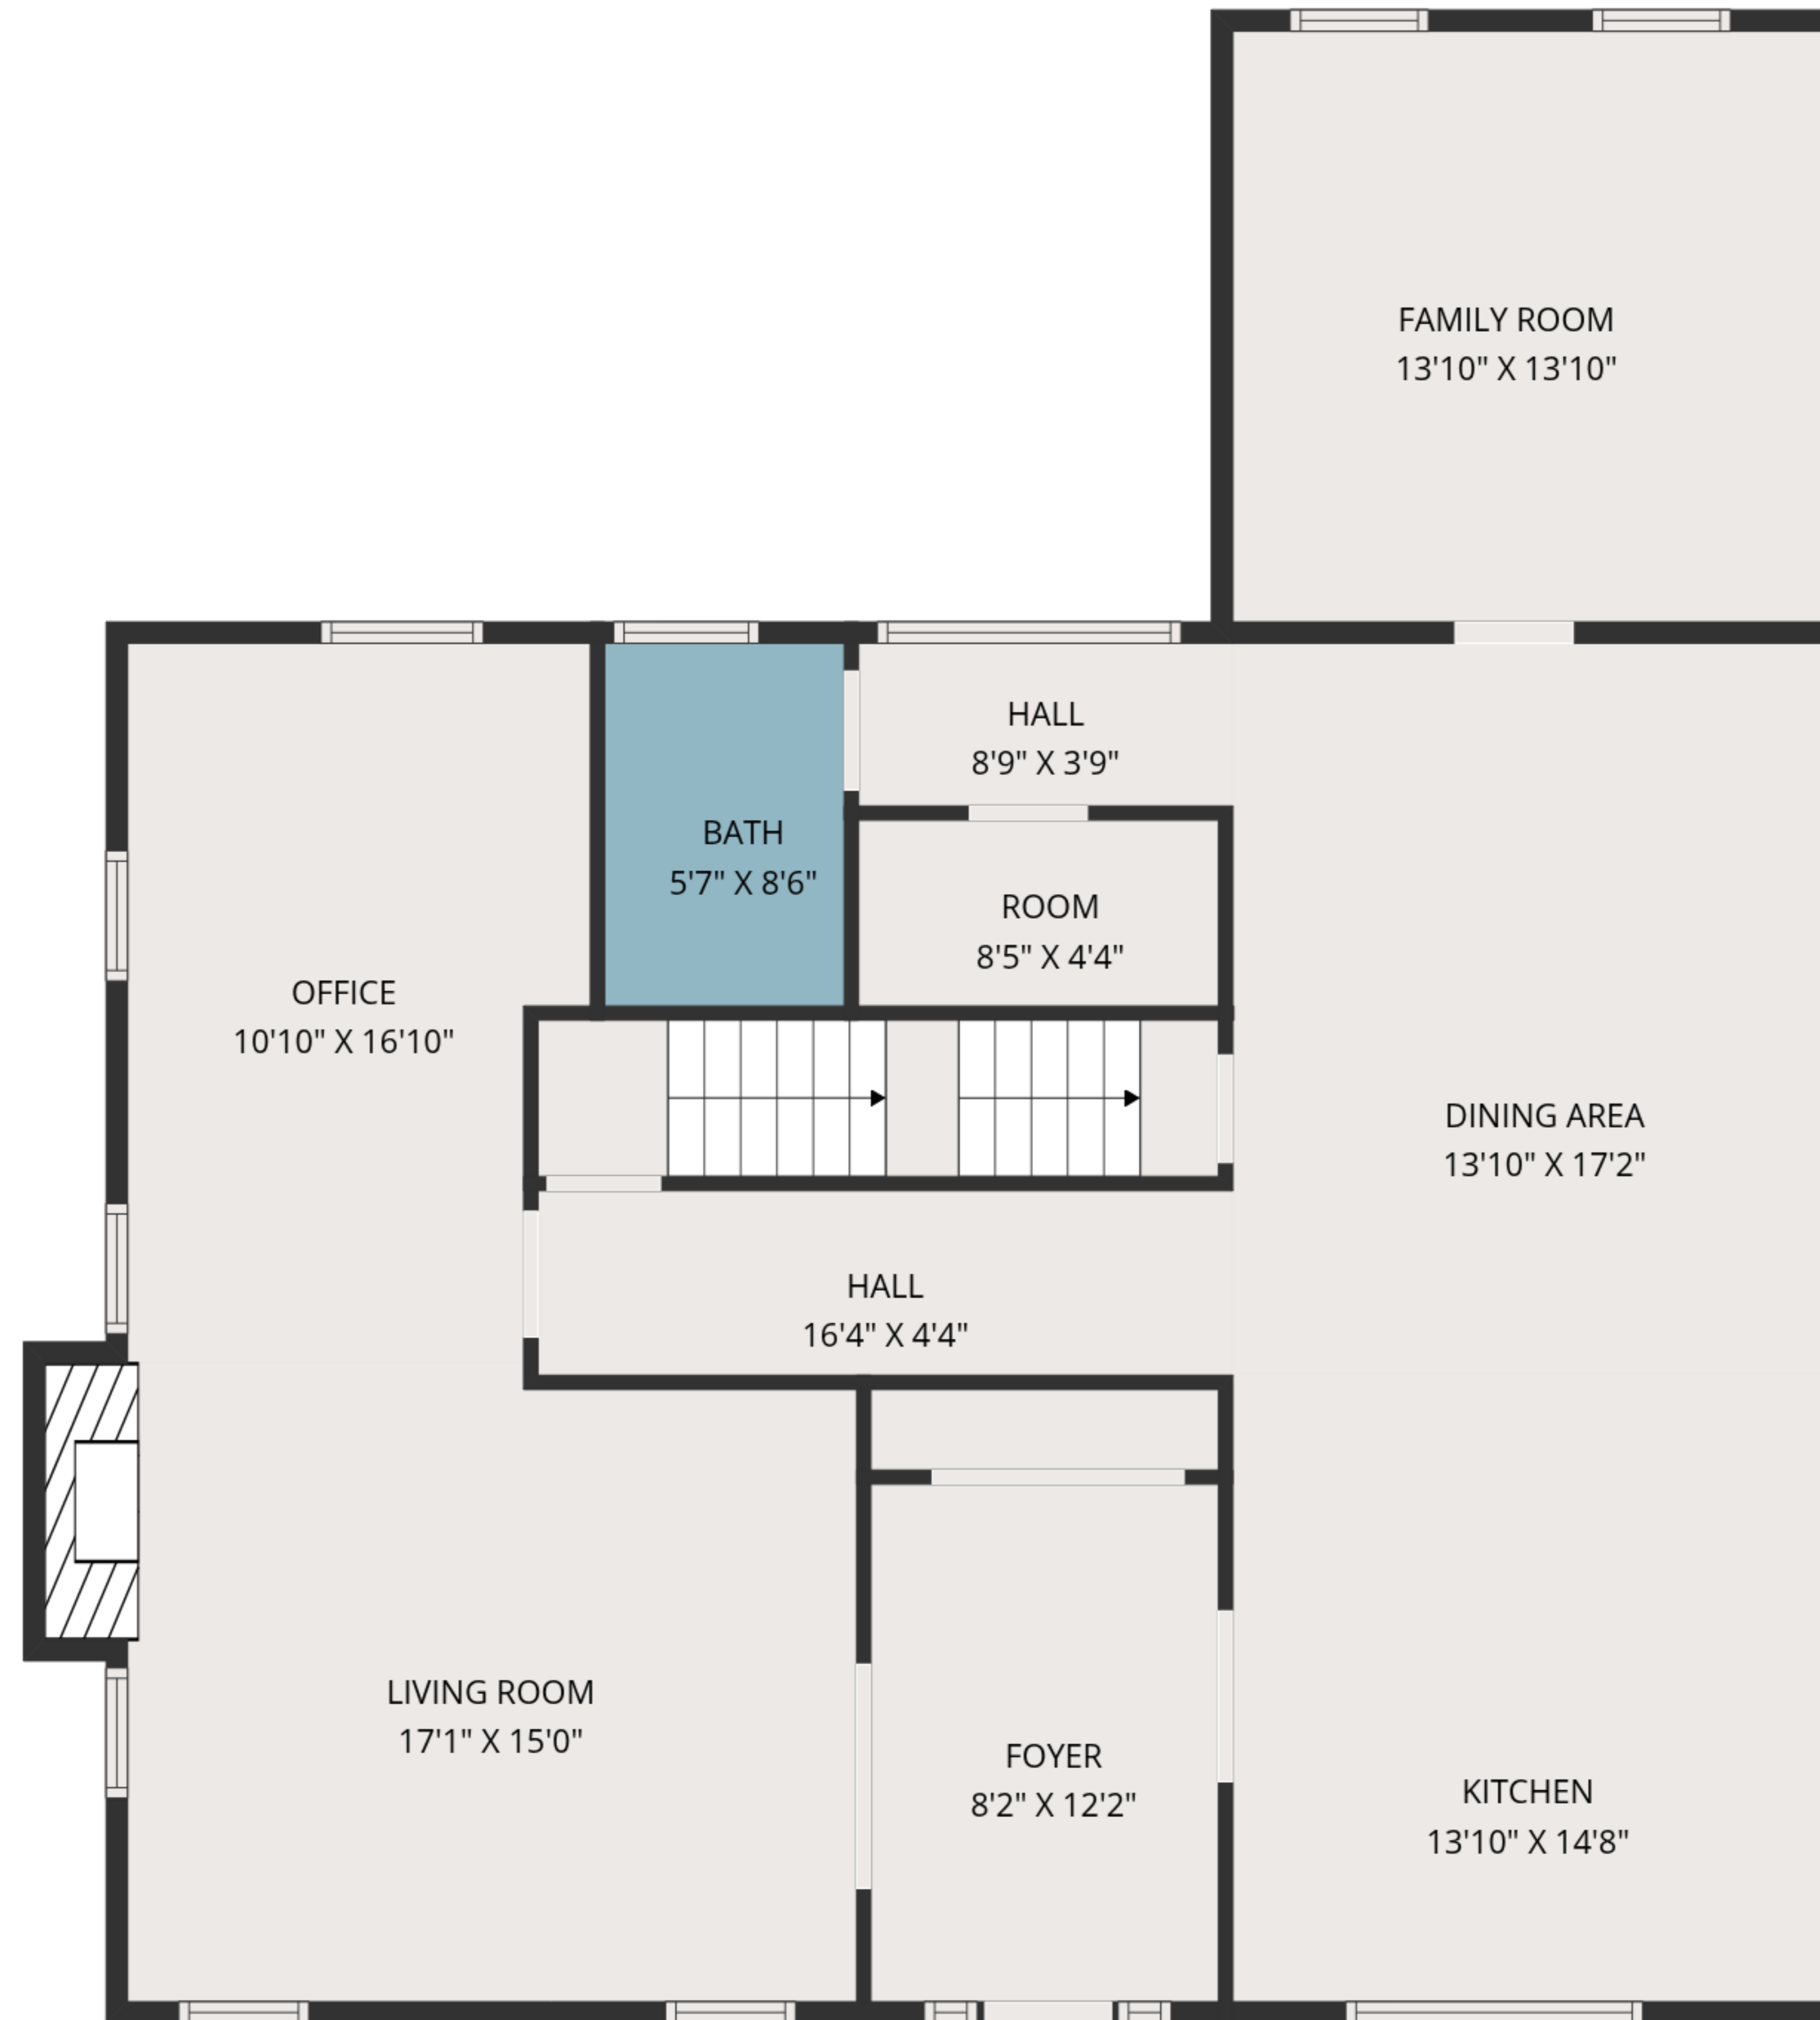 FAMILY ROOM
13'10" X 13'10"
HALL
8'9" X 3'9"
BATH
5'7" X 8'6"
ROOM
8'5" X 4'4"
OFFICE
10'10" X 16'10"
DINING AREA
13'10" X 17'2"
HALL
16'4" X 4'4"
LIVING ROOM
17'1" X 15'0"
FOYER
8'2" X 12'2"
KITCHEN
13'10" X 14'8"